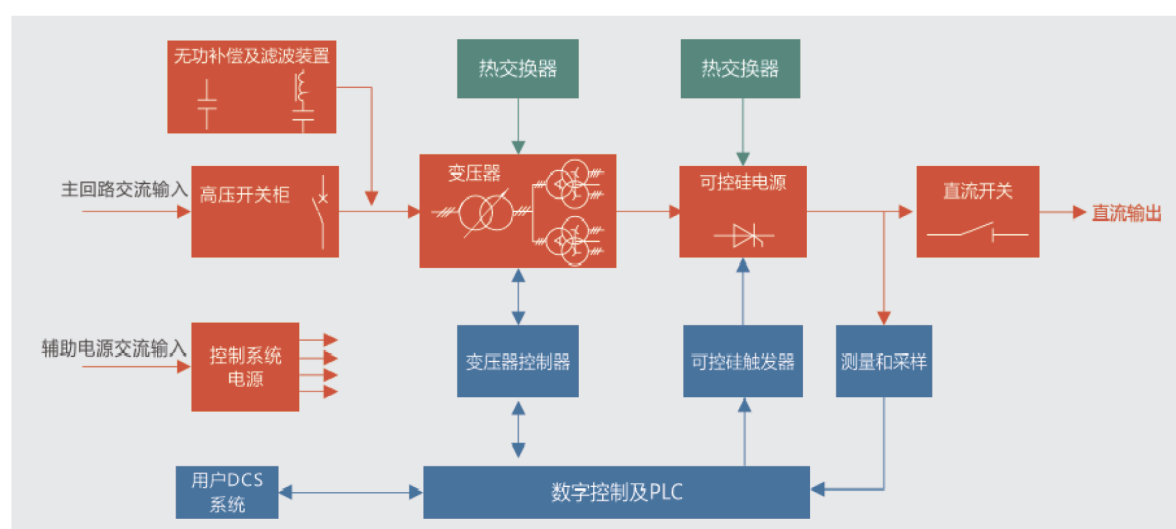 无功补偿及滤波装置
热交换器
热交换器
主回路交流输入
高压开关柜
变压器
可控硅电源
直流开关
直流输出
辅助电源交流输入
控制系统
电源
变压器控制器
可控硅触发器
测量和采样
用户DCS
系统
数字控制及PLC